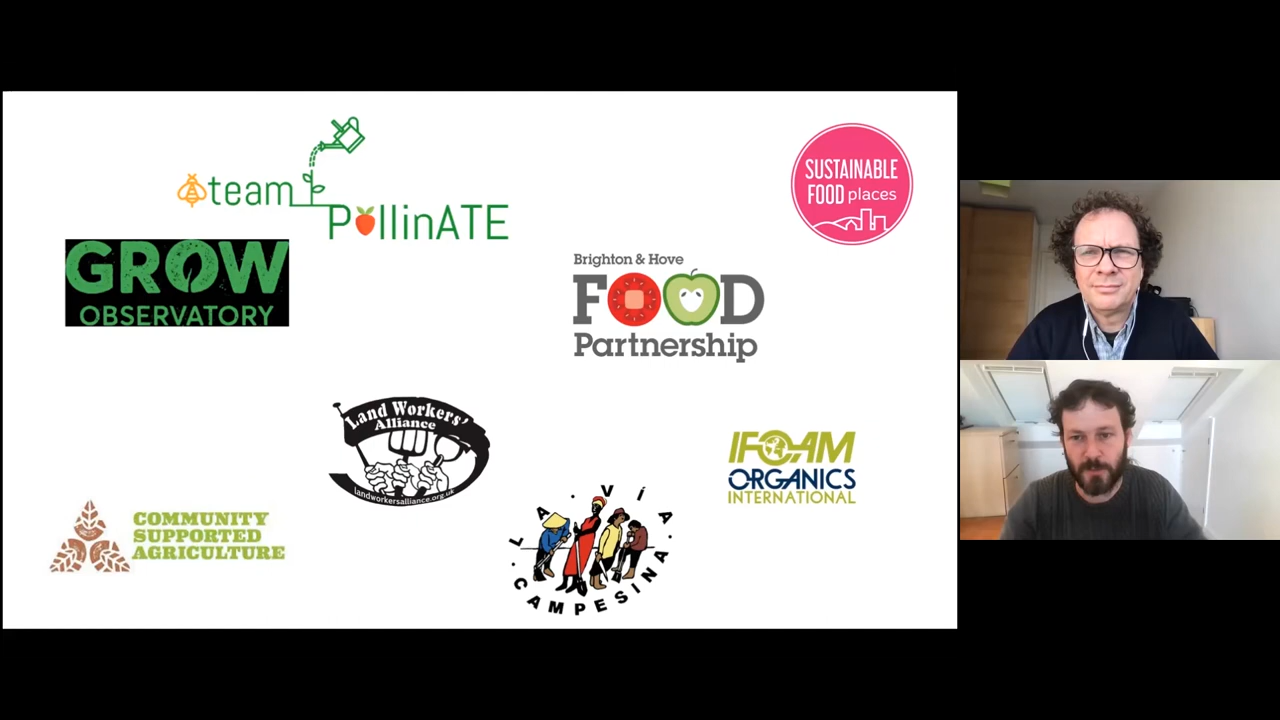 team
PollinATE
SUSTAINABLE
FOOD places
GROW
OBSERVATORY
Brighton & Hove
FOOD
Partnership
Land Workers'
Alliance
landworkersalliance.org.uk
IFOAM
ORGANICS
INTERNATIONAL
COMMUNITY
SUPPORTED
AGRICULTURE
LA VÍA
CAMPESINA